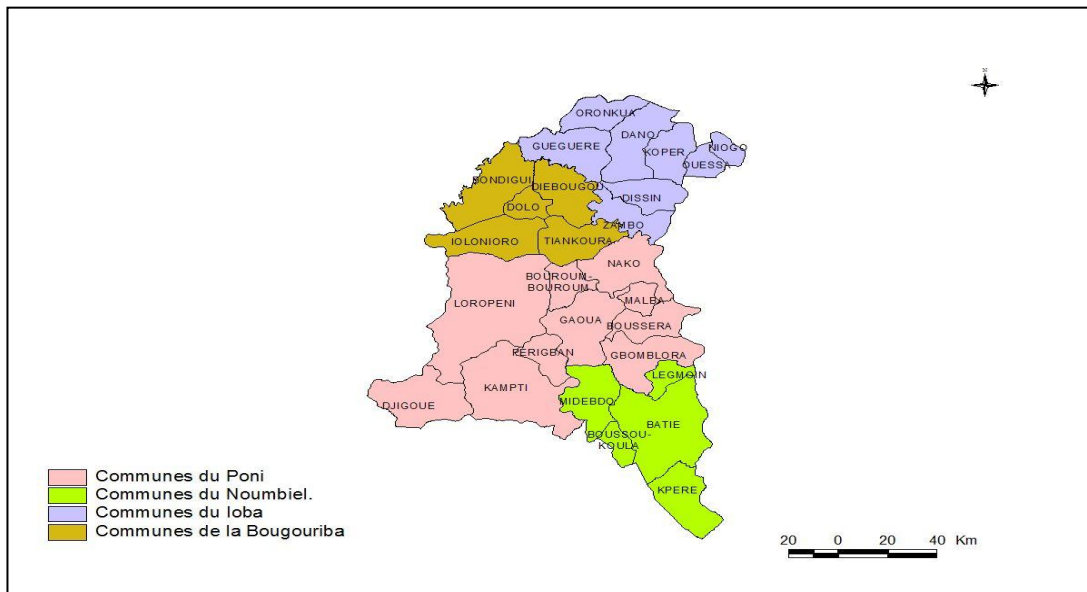 ORONKUA
DANO
GUEGUERE
KOPER
NIOGO
OUESSA
BONDIGUI
DIEBOUGOU
DISSIN
DOLO
ZAMBO
IOLONIORO
TIANKOURA
NAKO
BOUROUM-
BOUROUM
LOROPENI
MALBA
GAOUA
BOUSSERA
PERIGBAN
GBOMBLORA
LEGMOIN
KAMPTI
DJIGOUE
MIDEBDO
BATIE
BOUSSOU-
KOULA
KPERE
Communes du Poni
Communes du Noumbiel.
Communes du Ioba
Communes de la Bougouriba
20 0 20 40 Km